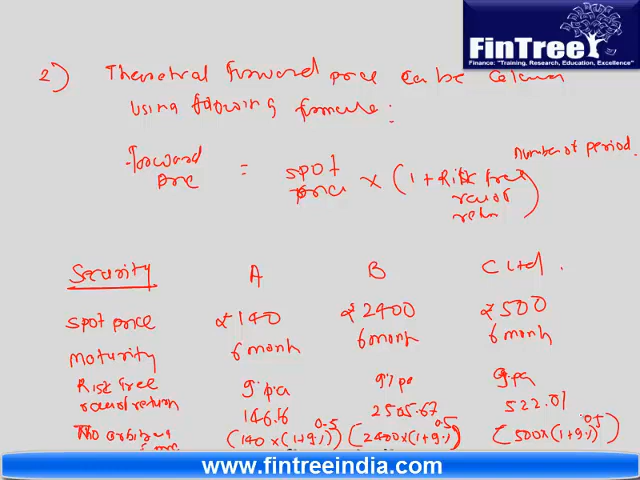 FinTree
Finance: "Training, Research, Education, Excellence"
2) Theoretical forward price can be
using following formula:
Forward price = spot price × (1 + Risk free rate of return) Number of period.
Security A B C Ltd.
Spot price ₹140 ₹2400 ₹500
Maturity 6 month 6 month 6 month
Risk free rate of return 9% pa 9% pa 9% pa
146.16 2505.67 522.01
(140 × (1+9%)^0.5) (2400×(1+9%)^0.5) (500×(1+9%)^0.5)
www.fintreeindia.com